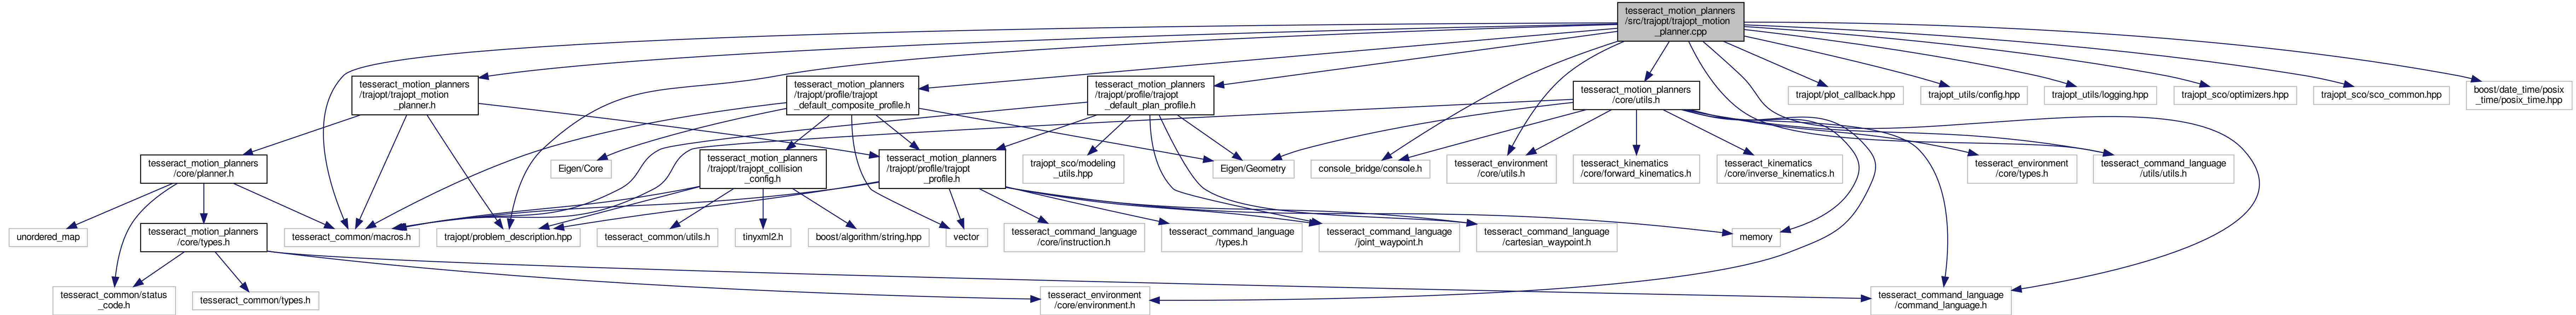 tesseract_motion_planners
/src/trajopt/trajopt_motion
_planner.cpp
tesseract_motion_planners
/trajopt/trajopt_motion
_planner.h
tesseract_motion_planners
/trajopt/profile/trajopt
_default_composite_profile.h
tesseract_motion_planners
/trajopt/profile/trajopt
_default_plan_profile.h
tesseract_motion_planners
/core/utils.h
trajopt/plot_callback.hpp
trajopt_utils/config.hpp
trajopt_utils/logging.hpp
trajopt_sco/optimizers.hpp
trajopt_sco/sco_common.hpp
boost/date_time/posix
_time/posix_time.hpp
tesseract_motion_planners
/core/planner.h
Eigen/Core
tesseract_motion_planners
/trajopt/trajopt_collision
_config.h
tesseract_motion_planners
/trajopt/profile/trajopt
_profile.h
trajopt_sco/modeling
_utils.hpp
Eigen/Geometry
console_bridge/console.h
tesseract_environment
/core/utils.h
tesseract_kinematics
/core/forward_kinematics.h
tesseract_kinematics
/core/inverse_kinematics.h
tesseract_environment
/core/types.h
tesseract_command_language
/utils/utils.h
unordered_map
tesseract_motion_planners
/core/types.h
tesseract_common/macros.h
trajopt/problem_description.hpp
tesseract_common/utils.h
tinyxml2.h
boost/algorithm/string.hpp
vector
tesseract_command_language
/core/instruction.h
tesseract_command_language
/types.h
tesseract_command_language
/joint_waypoint.h
tesseract_command_language
/cartesian_waypoint.h
memory
tesseract_common/status
_code.h
tesseract_common/types.h
tesseract_environment
/core/environment.h
tesseract_command_language
/command_language.h